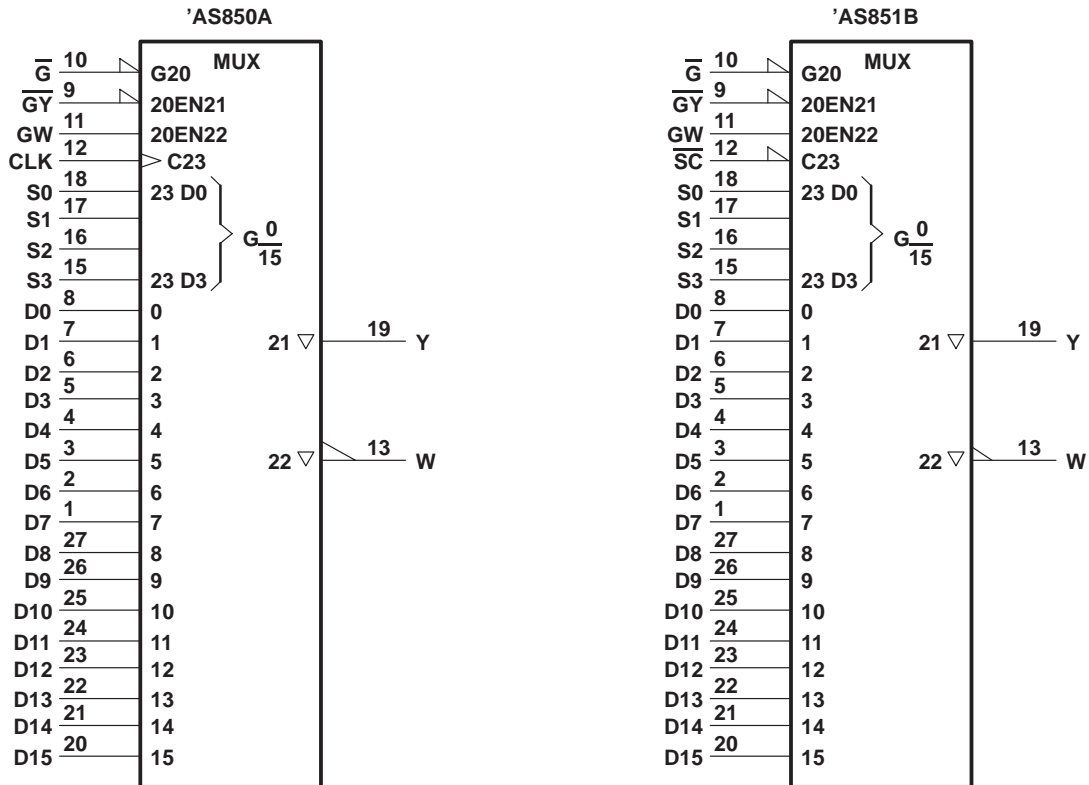 'AS850A
MUX
G̅ 10 G20
G̅Y̅ 9 20EN21
GW 11 20EN22
CLK 12 C23
S0 18 23 D0
S1 17
S2 16
G 0/15
S3 15 23 D3
D0 8 0
D1 7 1 21 ▽ 19 Y
D2 6 2
D3 5 3
D4 4 4
D5 3 5 22 ▽ 13 W
D6 2 6
D7 1 7
D8 27 8
D9 26 9
D10 25 10
D11 24 11
D12 23 12
D13 22 13
D14 21 14
D15 20 15
'AS851B
MUX
G̅ 10 G20
G̅Y̅ 9 20EN21
GW 11 20EN22
S̅C̅ 12 C23
S0 18 23 D0
S1 17
S2 16
G 0/15
S3 15 23 D3
D0 8 0
D1 7 1 21 ▽ 19 Y
D2 6 2
D3 5 3
D4 4 4
D5 3 5 22 ▽ 13 W
D6 2 6
D7 1 7
D8 27 8
D9 26 9
D10 25 10
D11 24 11
D12 23 12
D13 22 13
D14 21 14
D15 20 15